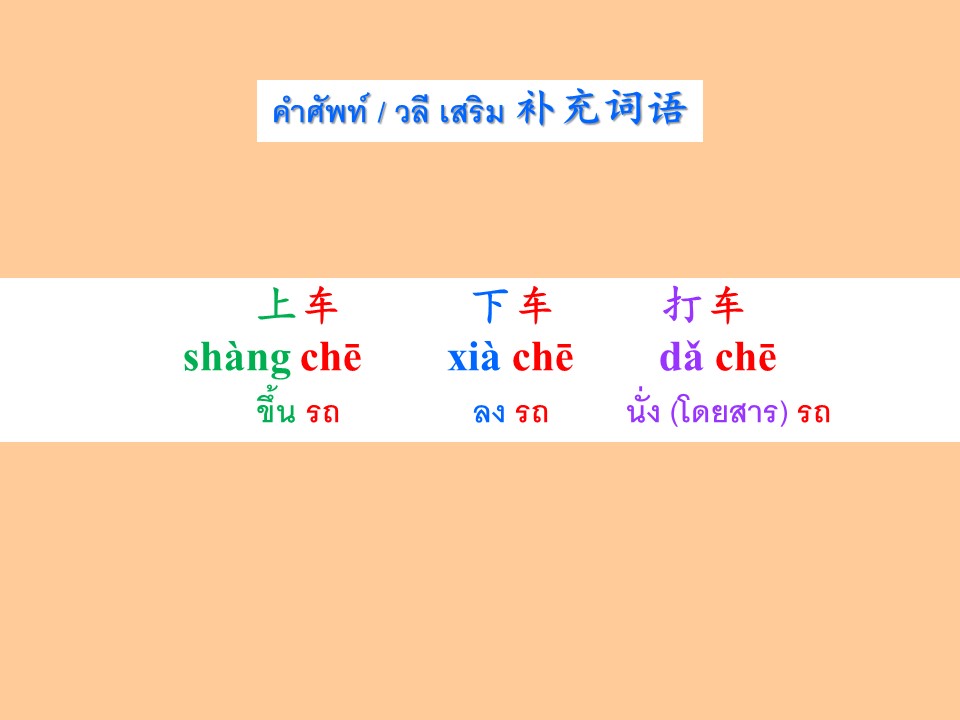 คำศัพท์ / วลี เสริม 补充词语
上车 下车 打车
shàng chē xià chē dǎ chē
ขึ้น รถ ลง รถ นั่ง (โดยสาร) รถ